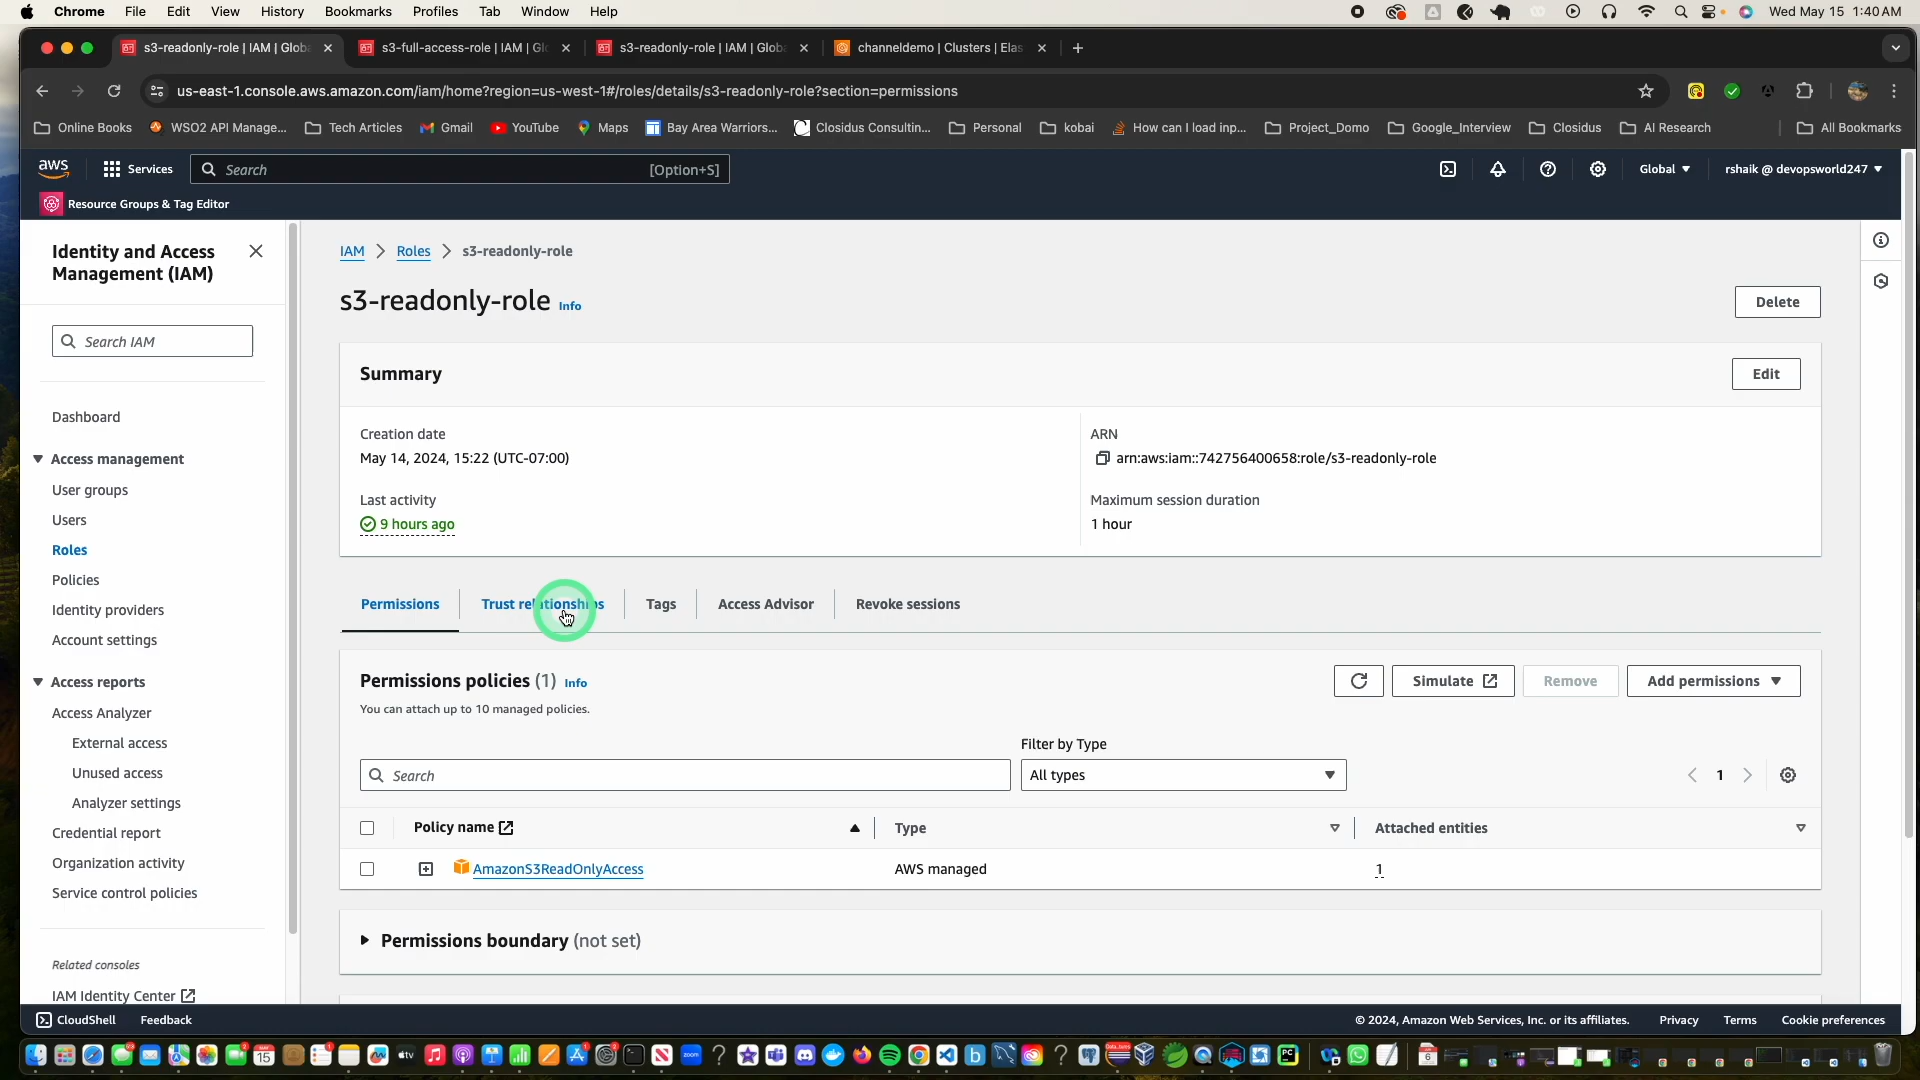 Chrome File Edit View History Bookmarks Profiles Tab Window Help Wed May 15 1:40 AM
s3-readonly-role | IAM | Globa s3-full-access-role | IAM | Gl s3-readonly-role | IAM | Globa channeldemo | Clusters | Elas
us-east-1.console.aws.amazon.com/iam/home?region=us-west-1#/roles/details/s3-readonly-role?section=permissions
Online Books WSO2 API Manage... Tech Articles Gmail YouTube Maps Bay Area Warriors... Closidus Consultin... Personal kobai How can I load inp... Project_Domo Google_Interview Closidus AI Research All Bookmarks
aws Services Search [Option+S] Global rshaik @ devopsworld247
Resource Groups & Tag Editor
Identity and Access
Management (IAM)
Search IAM
Dashboard
Access management
User groups
Users
Roles
Policies
Identity providers
Account settings
Access reports
Access Analyzer
External access
Unused access
Analyzer settings
Credential report
Organization activity
Service control policies
Related consoles
IAM Identity Center
IAM > Roles > s3-readonly-role
s3-readonly-role Info
Delete
Summary
Edit
Creation date
May 14, 2024, 15:22 (UTC-07:00)
Last activity
9 hours ago
ARN
arn:aws:iam::742756400658:role/s3-readonly-role
Maximum session duration
1 hour
Permissions Trust relationships Tags Access Advisor Revoke sessions
Permissions policies (1) Info
You can attach up to 10 managed policies.
Simulate Remove Add permissions
Filter by Type
Search All types 1
Policy name Type Attached entities
AmazonS3ReadOnlyAccess AWS managed 1
Permissions boundary (not set)
CloudShell Feedback © 2024, Amazon Web Services, Inc. or its affiliates. Privacy Terms Cookie preferences